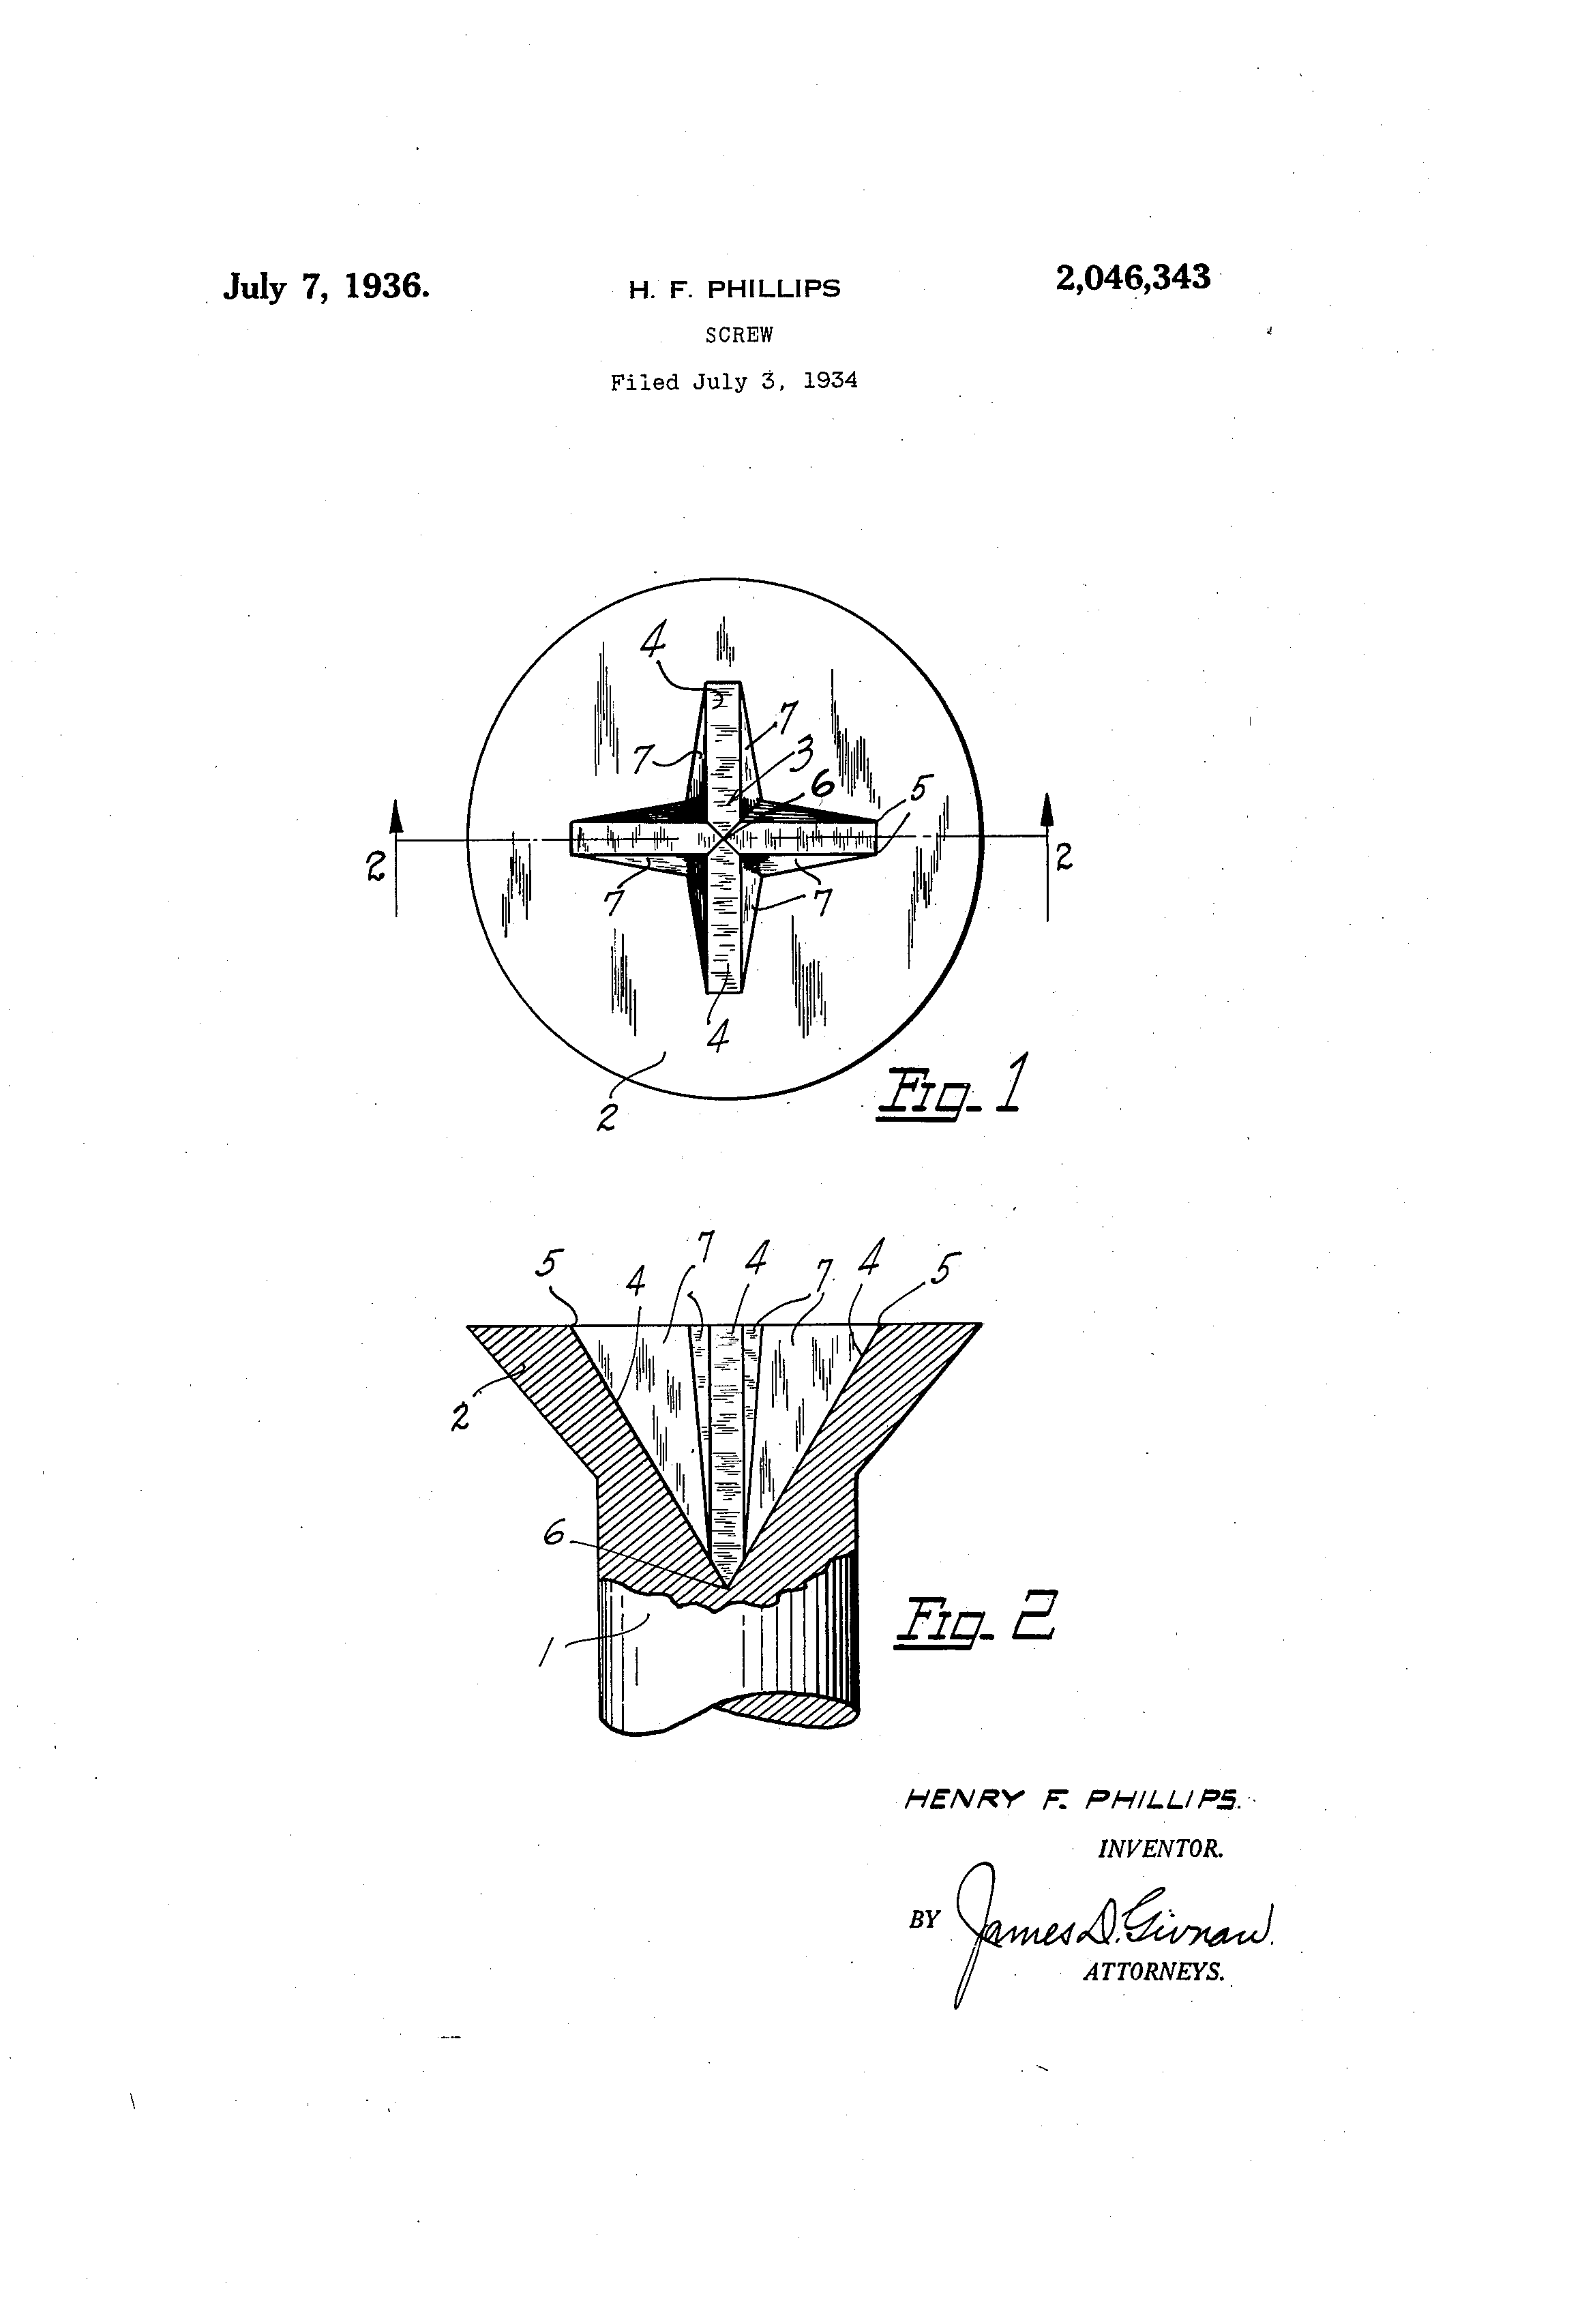 July 7, 1936.
H. F. PHILLIPS
2,046,343
SCREW
Filed July 3, 1934
4
7
7
3
6
5
2
2
7
7
7
4
2
Fig. 1
5
4
7
4
7
4
5
2
6
1
Fig. 2
HENRY F. PHILLIPS.
INVENTOR.
BY James D. Givnan.
ATTORNEYS.